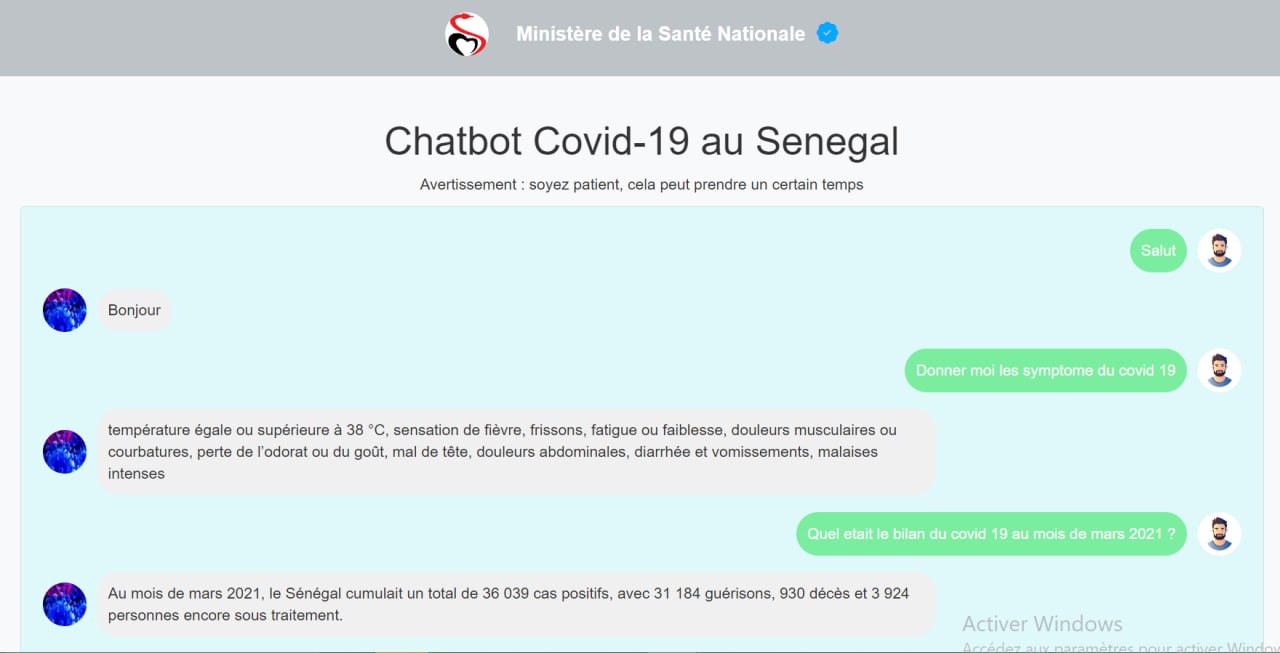 Ministère de la Santé Nationale
Chatbot Covid-19 au Senegal
Avertissement : soyez patient, cela peut prendre un certain temps
Salut
Bonjour
Donner moi les symptome du covid 19
température égale ou supérieure à 38 °C, sensation de fièvre, frissons, fatigue ou faiblesse, douleurs musculaires ou
courbatures, perte de l'odorat ou du goût, mal de tête, douleurs abdominales, diarrhée et vomissements, malaises
intenses
Quel etait le bilan du covid 19 au mois de mars 2021 ?
Au mois de mars 2021, le Sénégal cumulait un total de 36 039 cas positifs, avec 31 184 guérisons, 930 décès et 3 924
personnes encore sous traitement.
Activer Windows
Accédez aux paramètres pour activer Window